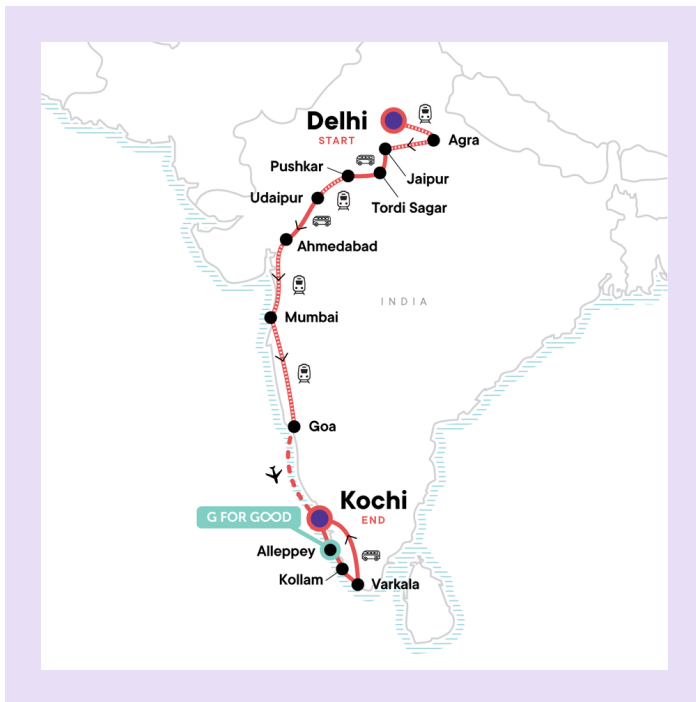 Delhi
START
Agra
Pushkar
Jaipur
Udaipur
Tordi Sagar
Ahmedabad
INDIA
Mumbai
Goa
Kochi
END
G FOR GOOD
Alleppey
Kollam
Varkala